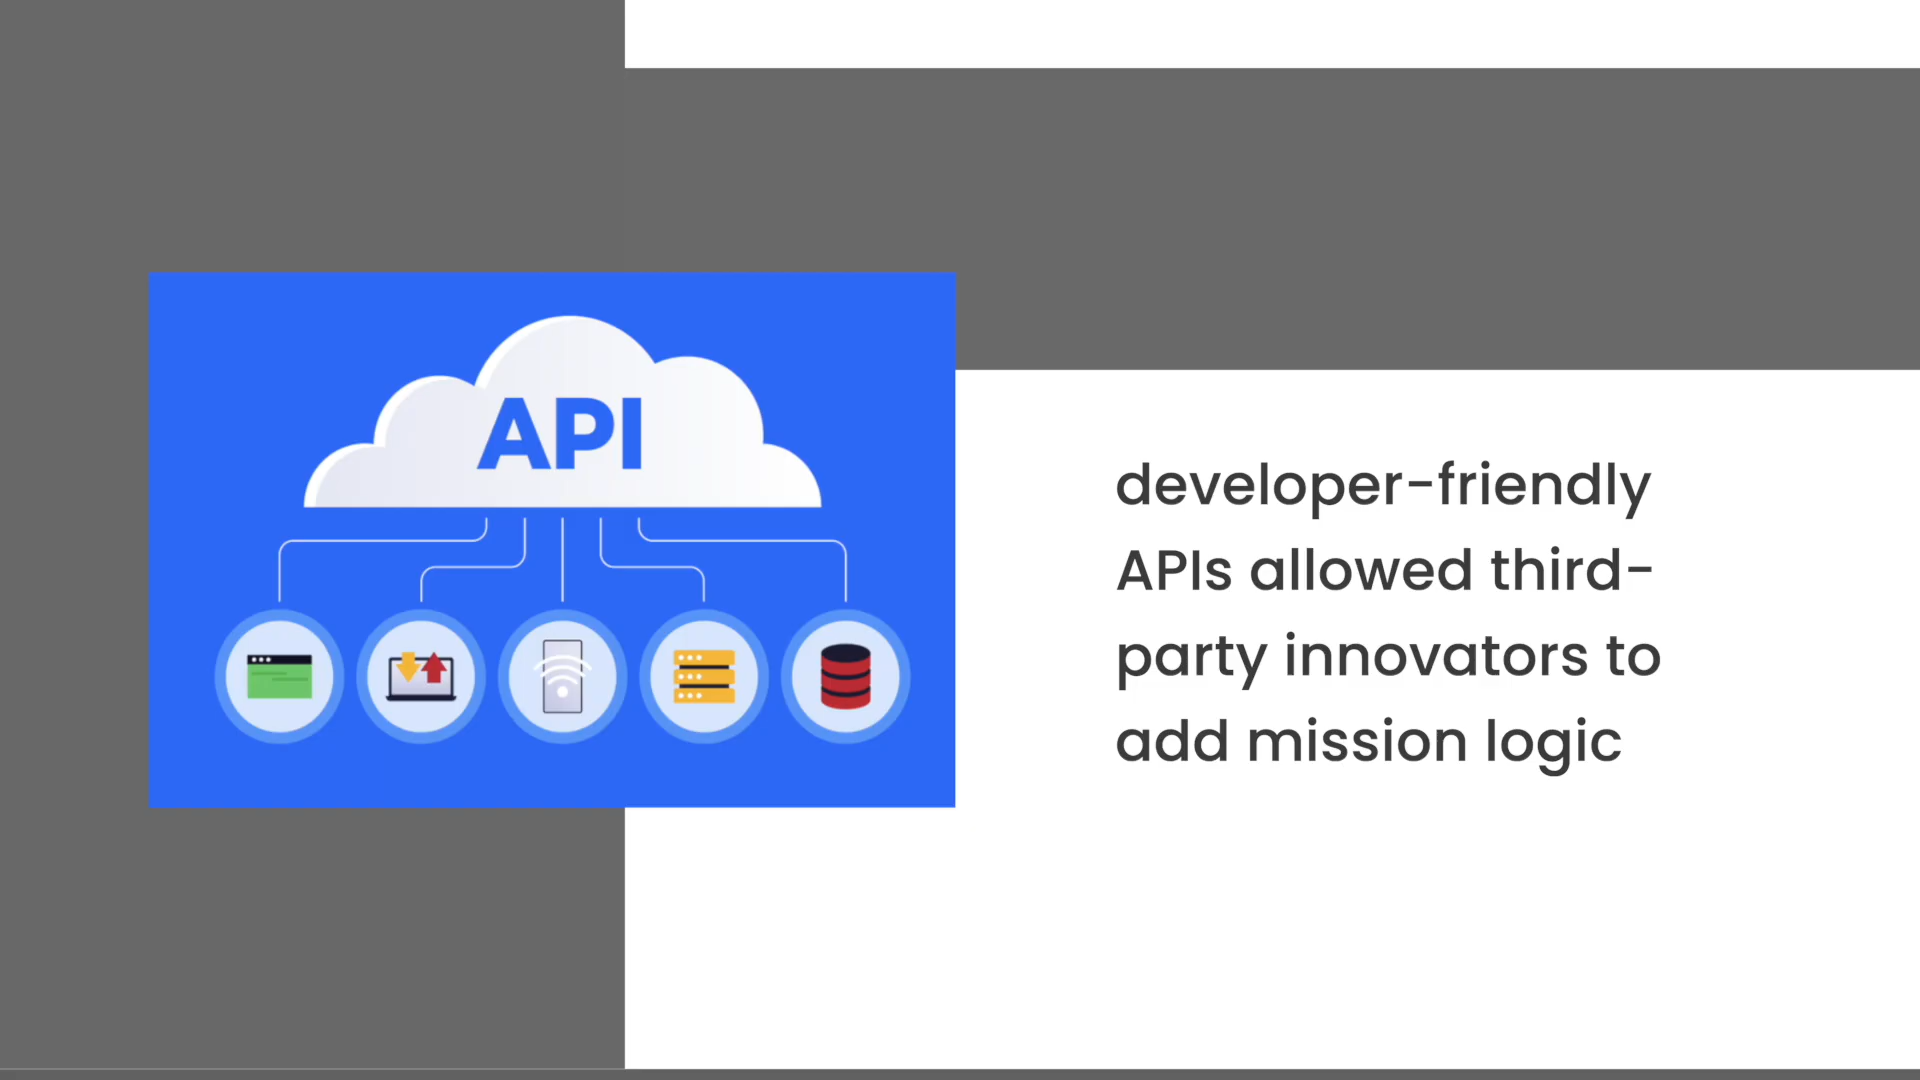 API
developer-friendly
APIs allowed third-
party innovators to
add mission logic